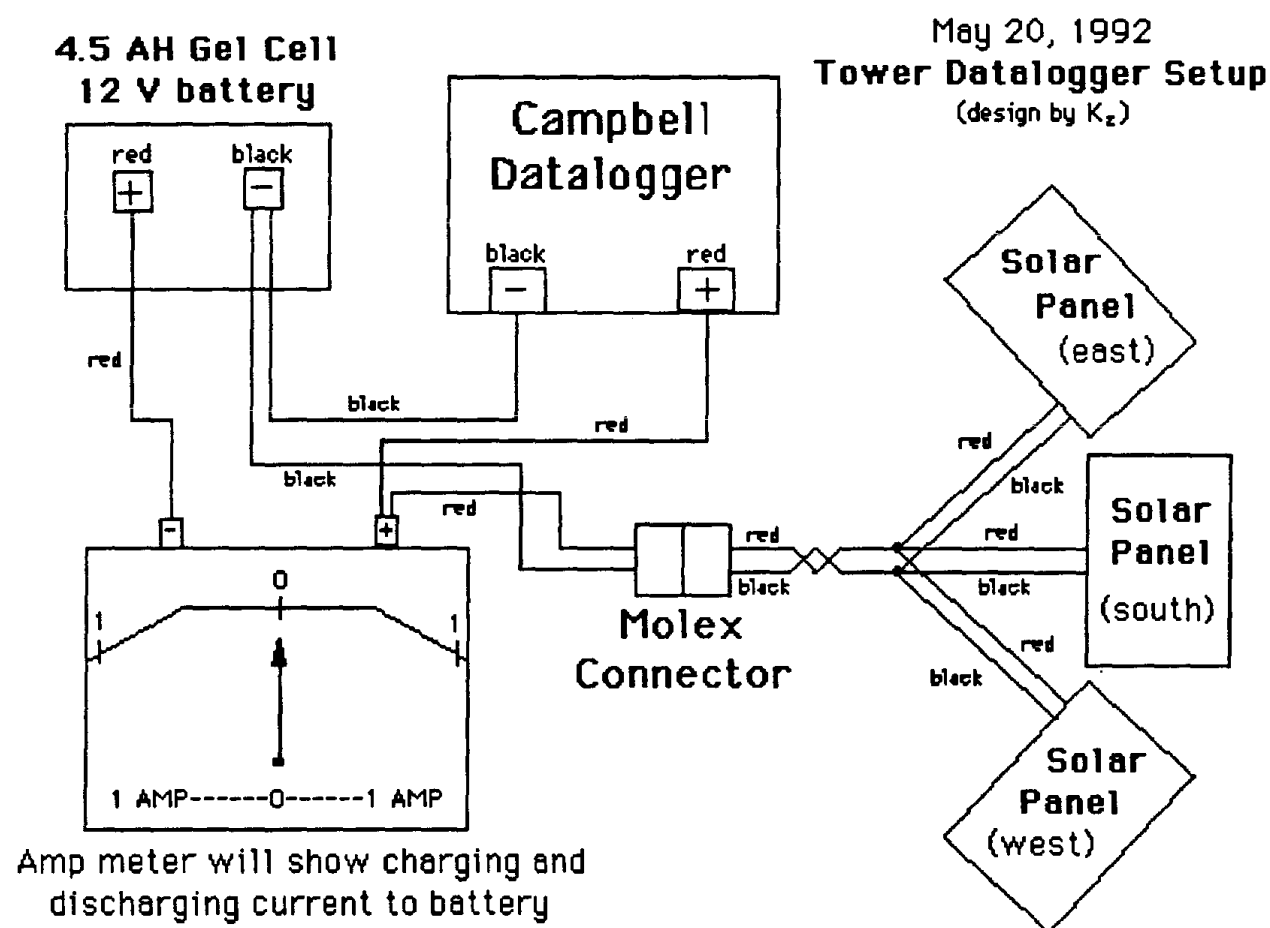 May 20, 1992
Tower Datalogger Setup
(design by Kz)
4.5 AH Gel Cell
12 V battery
red
black
+
-
Campbell
Datalogger
black
red
-
+
red
black
red
black
red
-
+
0
1
1
1 AMP------0------1 AMP
Amp meter will show charging and
discharging current to battery
Molex
Connector
red
black
Solar
Panel
(east)
red
black
Solar
Panel
(south)
red
black
Solar
Panel
(west)
red
black